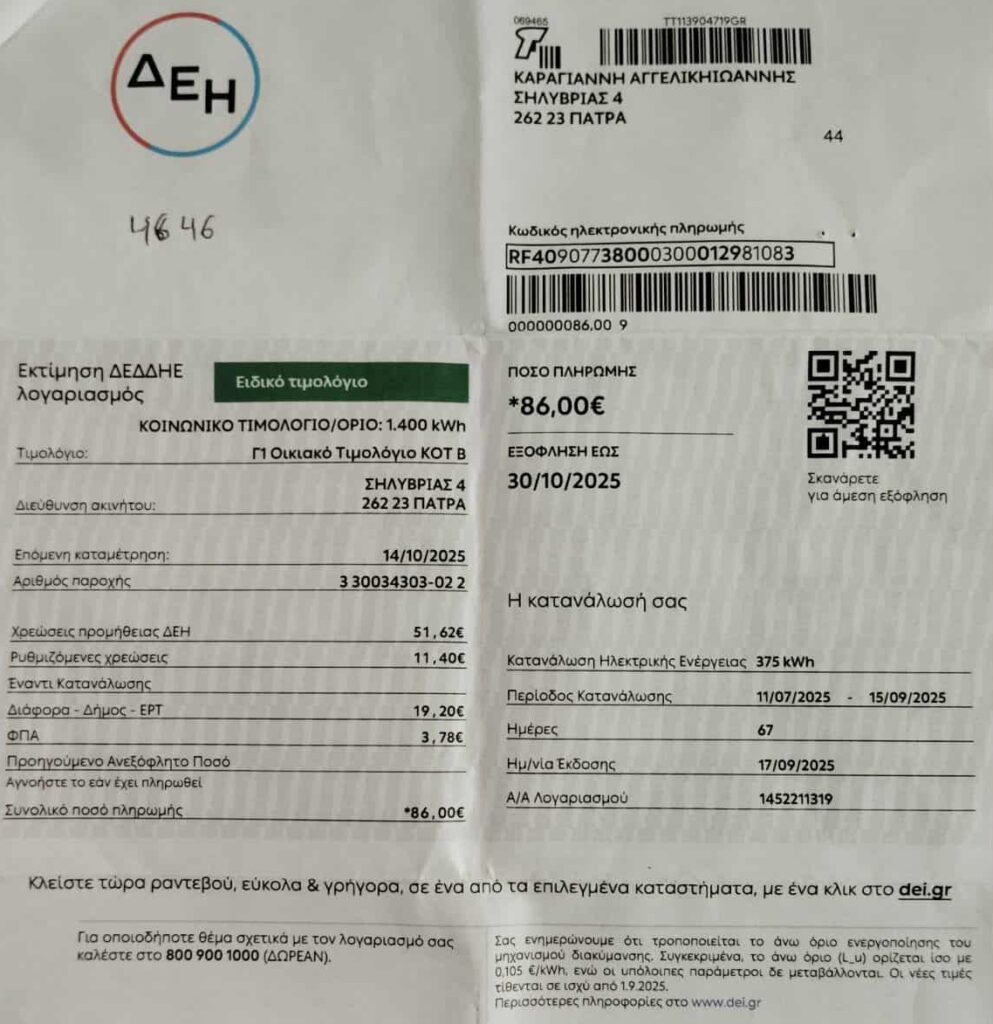 ΔΕΗ
4646
069465
TT113904719GR
ΚΑΡΑΓΙΑΝΝΗ ΑΓΓΕΛΙΚΗΙΩΑΝΝΗΣ
ΣΗΛΥΒΡΙΑΣ 4
262 23 ΠΑΤΡΑ
44
Κωδικός ηλεκτρονικής πληρωμής
RF40907738000300012981083
000000086,00 9
Εκτίμηση ΔΕΔΔΗΕ
λογαριασμός
Ειδικό τιμολόγιο
ΚΟΙΝΩΝΙΚΟ ΤΙΜΟΛΟΓΙΟ/ΟΡΙΟ: 1.400 kWh
Τιμολόγιο: Γ1 Οικιακό Τιμολόγιο ΚΟΤ Β
ΣΗΛΥΒΡΙΑΣ 4
Διεύθυνση ακινήτου: 262 23 ΠΑΤΡΑ
Επόμενη καταμέτρηση: 14/10/2025
Αριθμός παροχής 3 30034303-02 2
Χρεώσεις προμήθειας ΔΕΗ 51,62€
Ρυθμιζόμενες χρεώσεις 11,40€
Έναντι Κατανάλωσης
Διάφορα - Δήμος - ΕΡΤ 19,20€
ΦΠΑ 3,78€
Προηγούμενο Ανεξόφλητο Ποσό
Αγνοήστε το εάν έχει πληρωθεί
Συνολικό ποσό πληρωμής *86,00€
ΠΟΣΟ ΠΛΗΡΩΜΗΣ
*86,00€
ΕΞΟΦΛΗΣΗ ΕΩΣ
30/10/2025
Σκανάρετε
για άμεση εξόφληση
Η κατανάλωσή σας
Κατανάλωση Ηλεκτρικής Ενέργειας 375 kWh
Περίοδος Κατανάλωσης 11/07/2025 - 15/09/2025
Ημέρες 67
Ημ/νία Έκδοσης 17/09/2025
Α/Α Λογαριασμού 1452211319
Κλείστε τώρα ραντεβού, εύκολα & γρήγορα, σε ένα από τα επιλεγμένα καταστήματα, με ένα κλικ στο dei.gr
Για οποιοδήποτε θέμα σχετικά με τον λογαριασμό σας
καλέστε στο 800 900 1000 (ΔΩΡΕΑΝ).
Σας ενημερώνουμε ότι τροποποιείται το άνω όριο ενεργοποίησης του
μηχανισμού διακύμανσης. Συγκεκριμένα, το άνω όριο (L_u) ορίζεται ίσο με
0,105 €/kWh, ενώ οι υπόλοιπες παράμετροι δε μεταβάλλονται. Οι νέες τιμές
τίθενται σε ισχύ από 1.9.2025.
Περισσότερες πληροφορίες στο www.dei.gr